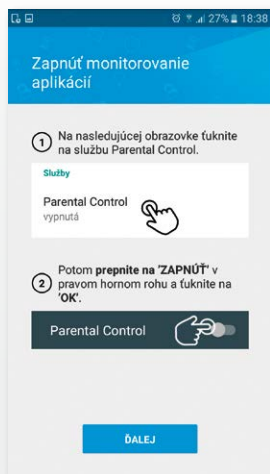 27% 18:38
Zapnúť monitorovanie
aplikácií
1 Na nasledujúcej obrazovke ťuknite
na službu Parental Control.
Služby
Parental Control
vypnutá
Potom prepnite na 'ZAPNÚŤ' v
2 pravom hornom rohu a ťuknite na
'OK'.
Parental Control
ĎALEJ